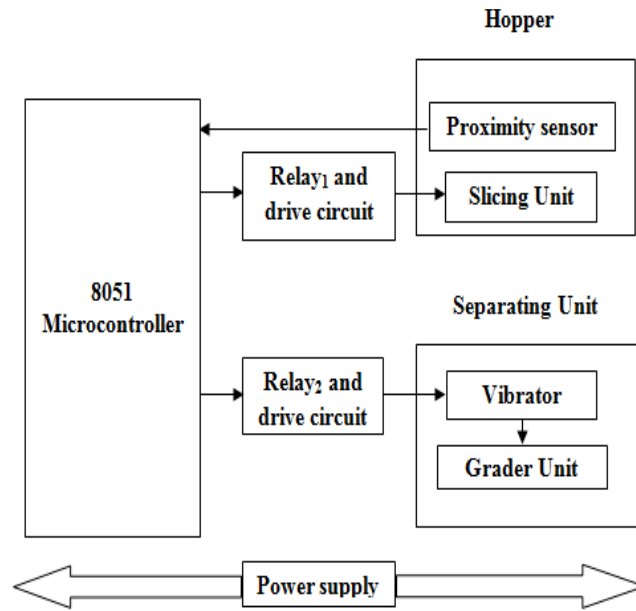 Hopper
Proximity sensor
Relay₁ and
drive circuit
Slicing Unit
8051
Microcontroller
Separating Unit
Relay₂ and
drive circuit
Vibrator
Grader Unit
Power supply